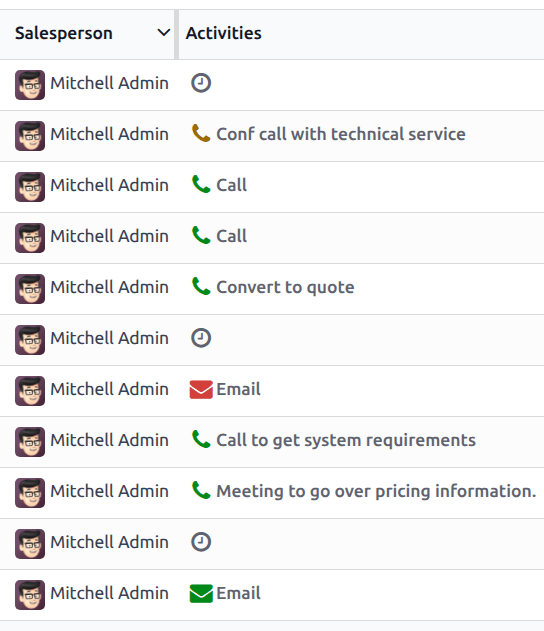 Salesperson Activities
Mitchell Admin
Mitchell Admin Conf call with technical service
Mitchell Admin Call
Mitchell Admin Call
Mitchell Admin Convert to quote
Mitchell Admin
Mitchell Admin Email
Mitchell Admin Call to get system requirements
Mitchell Admin Meeting to go over pricing information.
Mitchell Admin
Mitchell Admin Email